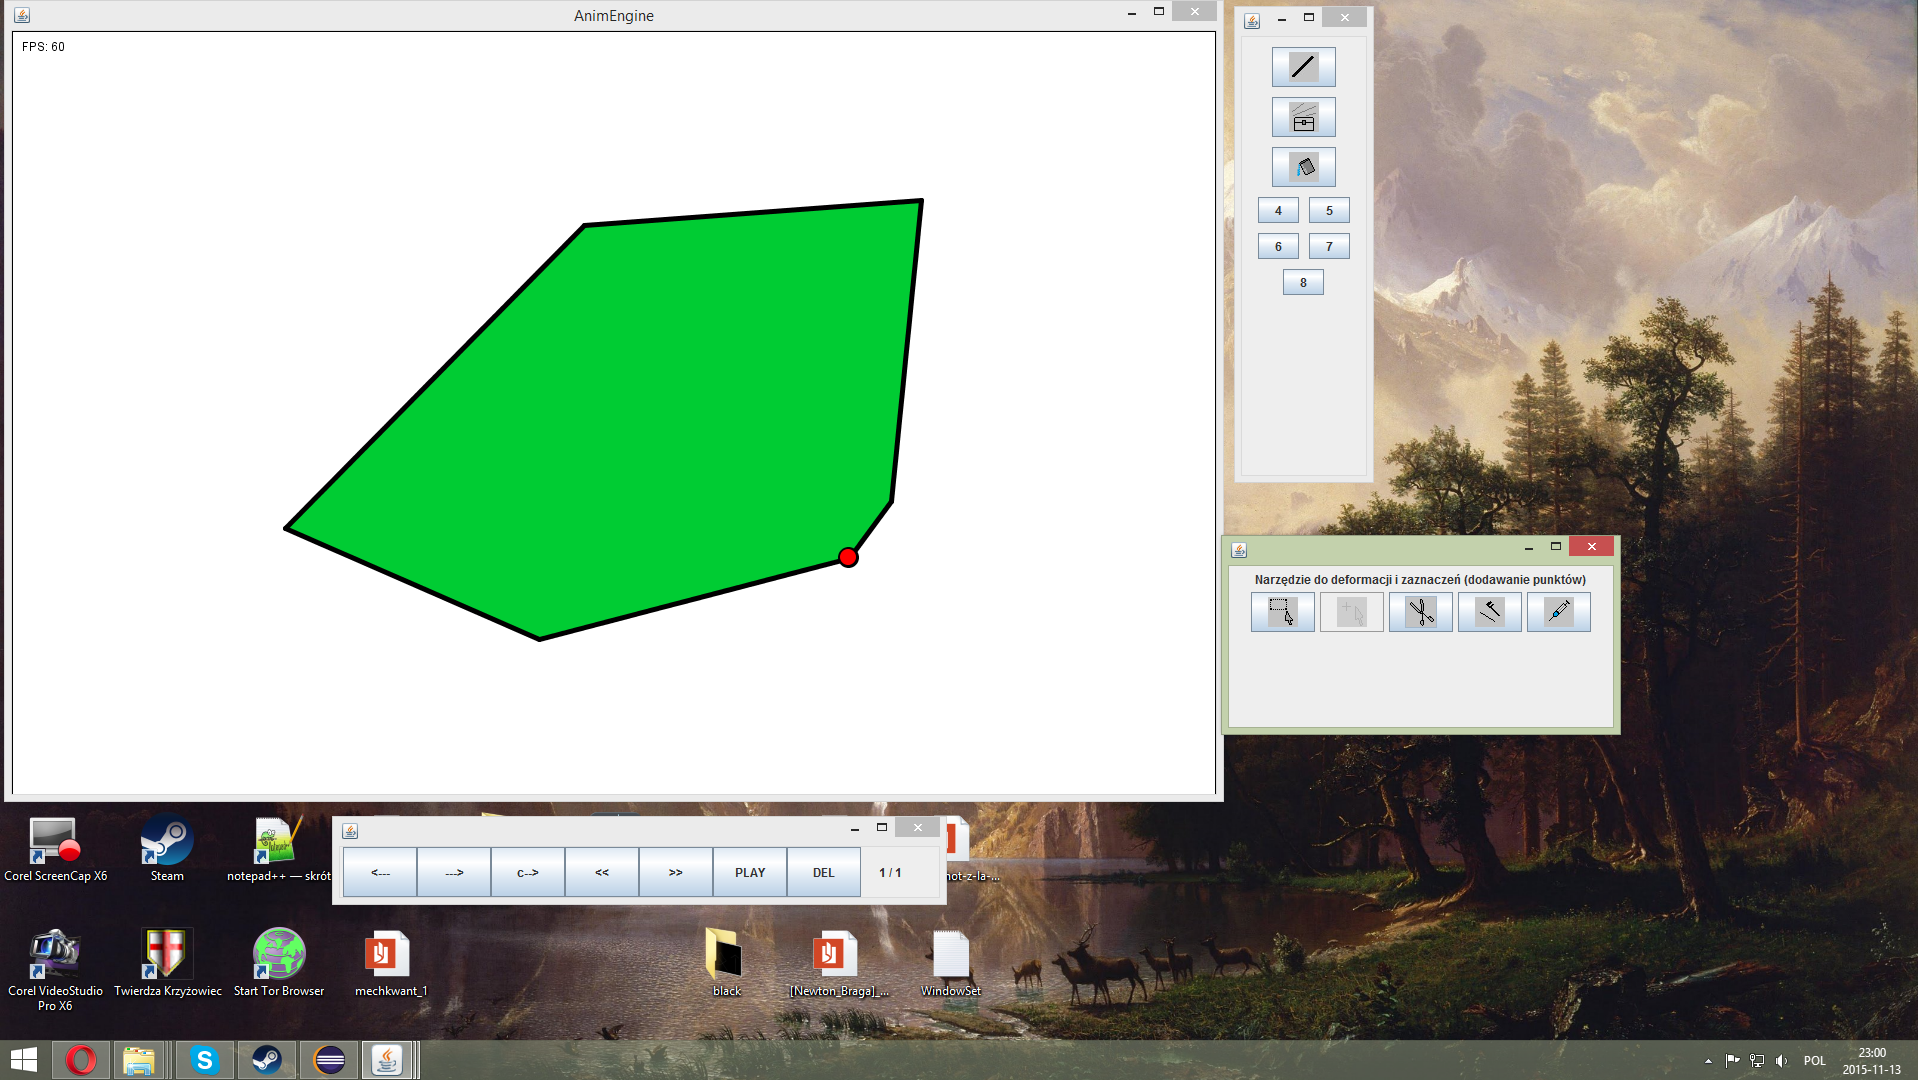 AnimEngine
FPS: 60
4 5
6 7
8
Narzędzie do deformacji i zaznaczeń (dodawanie punktów)
<--- ---> c--> << >> PLAY DEL 1 / 1
Corel ScreenCap X6
Steam
notepad++ — skrót
not-z-la-...
Corel VideoStudio
Pro X6
Twierdza Krzyżowiec
Start Tor Browser
mechkwant_1
black
[Newton_Braga]_...
WindowSet
POL
23:00
2015-11-13